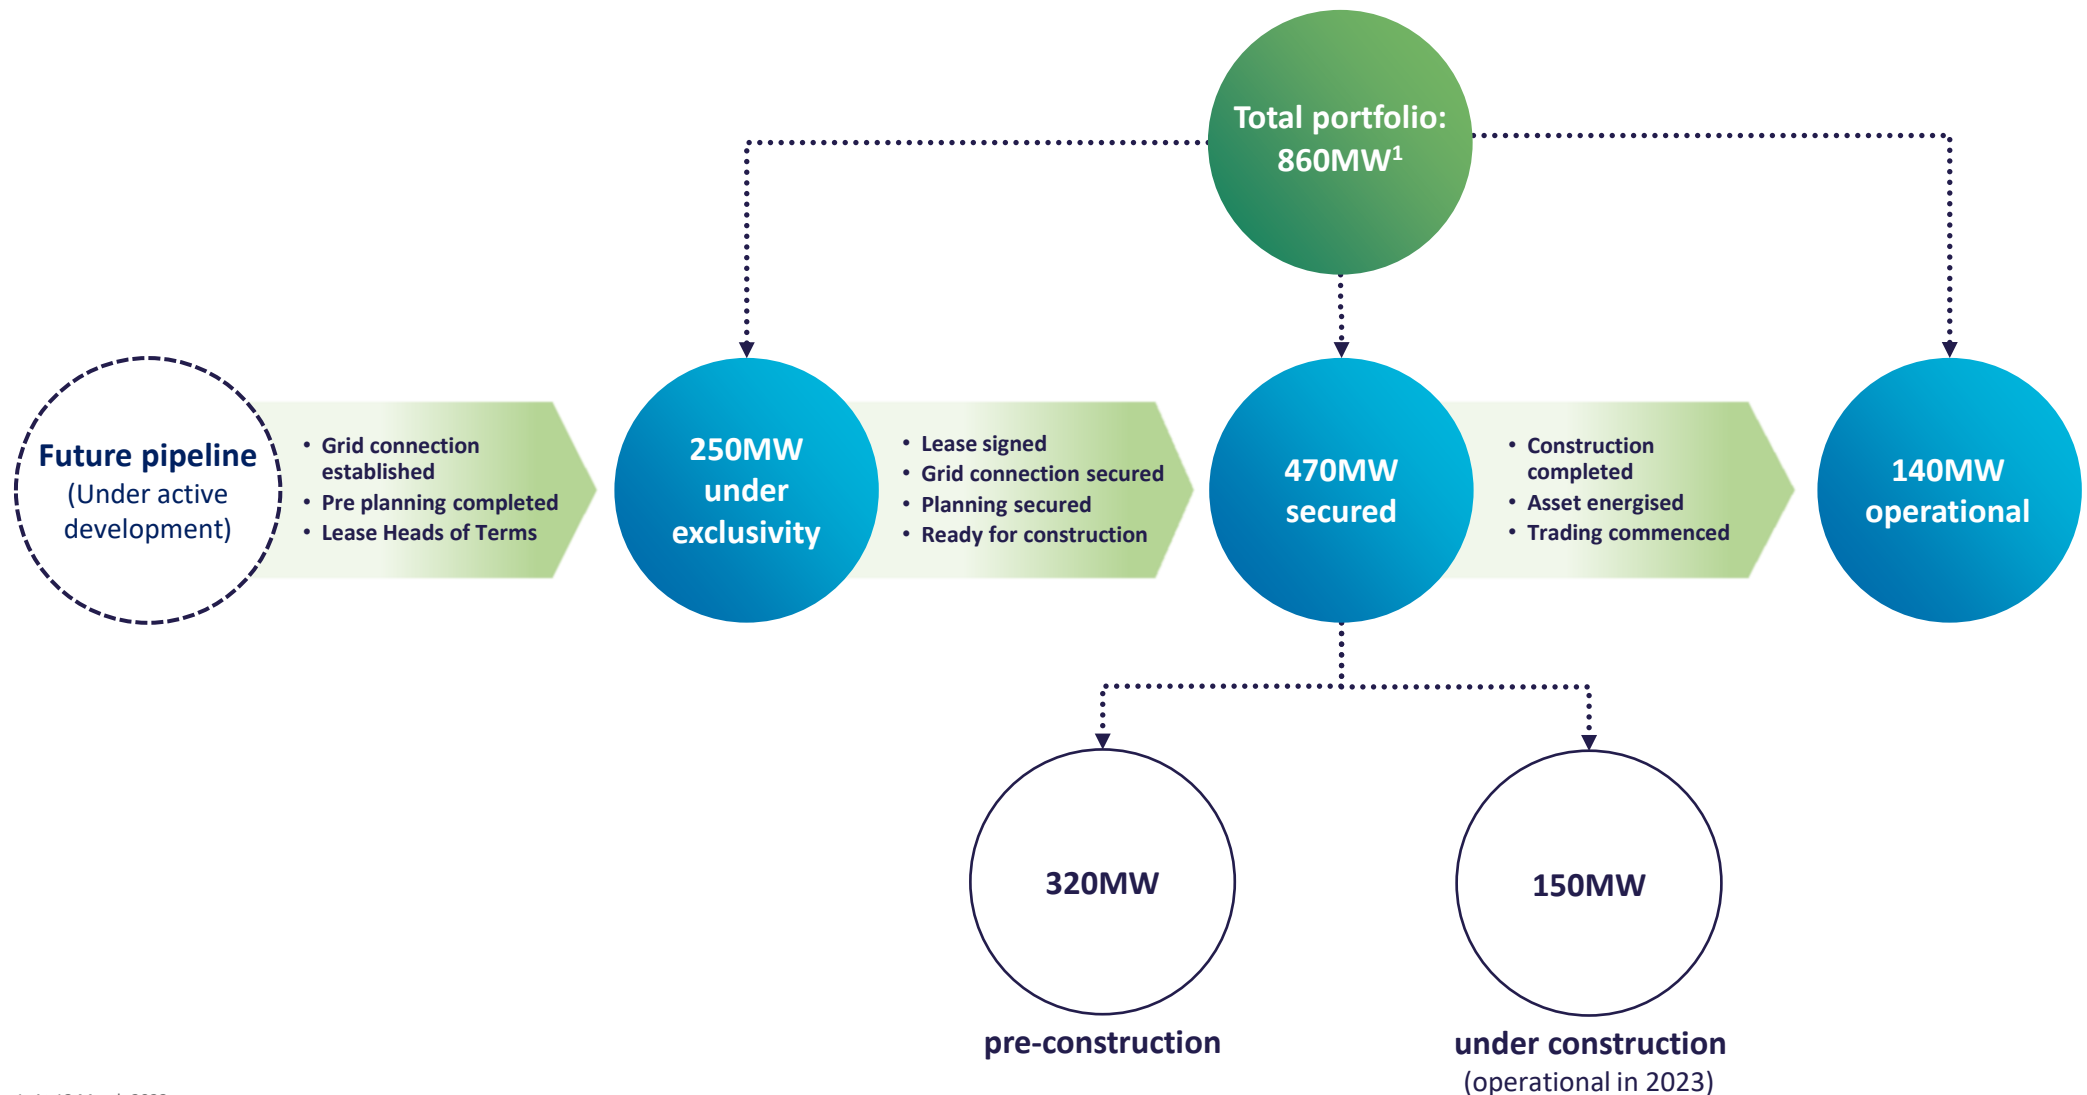 Total portfolio:
860MW¹
Future pipeline
(Under active
development)
• Grid connection
established
• Pre planning completed
• Lease Heads of Terms
250MW
under
exclusivity
• Lease signed
• Grid connection secured
• Planning secured
• Ready for construction
470MW
secured
• Construction
completed
• Asset energised
• Trading commenced
140MW
operational
320MW
pre-construction
150MW
under construction
(operational in 2023)